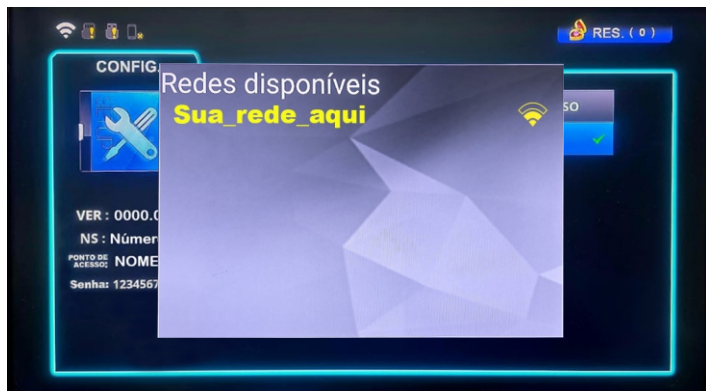 RES. ( 0 )
CONFIG.
Redes disponíveis
Sua_rede_aqui
SO
VER : 0000.0
NS : Númer
PONTO DE ACESSO: NOME
Senha: 1234567